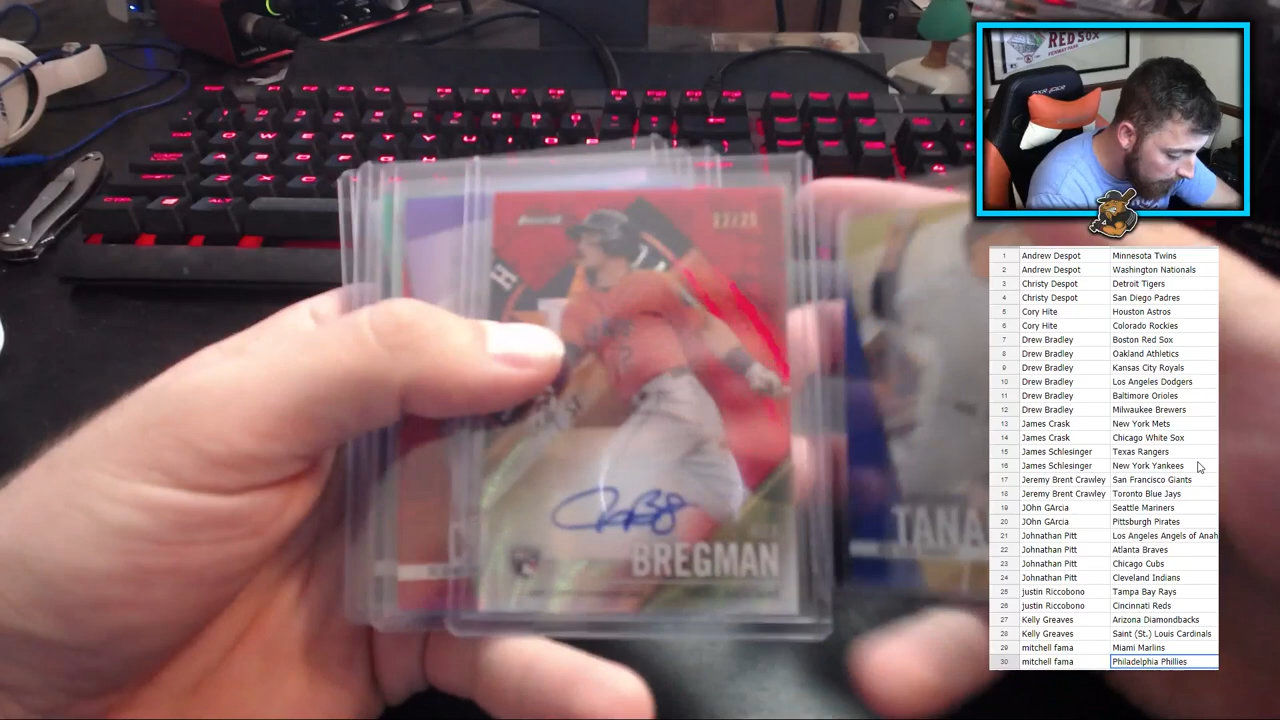 RED SOX
17/25
BREGMAN
TANA
1 Andrew Despot Minnesota Twins
2 Andrew Despot Washington Nationals
3 Christy Despot Detroit Tigers
4 Christy Despot San Diego Padres
5 Cory Hite Houston Astros
6 Cory Hite Colorado Rockies
7 Drew Bradley Boston Red Sox
8 Drew Bradley Oakland Athletics
9 Drew Bradley Kansas City Royals
10 Drew Bradley Los Angeles Dodgers
11 Drew Bradley Baltimore Orioles
12 Drew Bradley Milwaukee Brewers
13 James Crask New York Mets
14 James Crask Chicago White Sox
15 James Schlesinger Texas Rangers
16 James Schlesinger New York Yankees
17 Jeremy Brent Crawley San Francisco Giants
18 Jeremy Brent Crawley Toronto Blue Jays
19 JOhn GArcia Seattle Mariners
20 JOhn GArcia Pittsburgh Pirates
21 Johnathan Pitt Los Angeles Angels of Anah
22 Johnathan Pitt Atlanta Braves
23 Johnathan Pitt Chicago Cubs
24 Johnathan Pitt Cleveland Indians
25 justin Riccobono Tampa Bay Rays
26 justin Riccobono Cincinnati Reds
27 Kelly Greaves Arizona Diamondbacks
28 Kelly Greaves Saint (St.) Louis Cardinals
29 mitchell fama Miami Marlins
30 mitchell fama Philadelphia Phillies